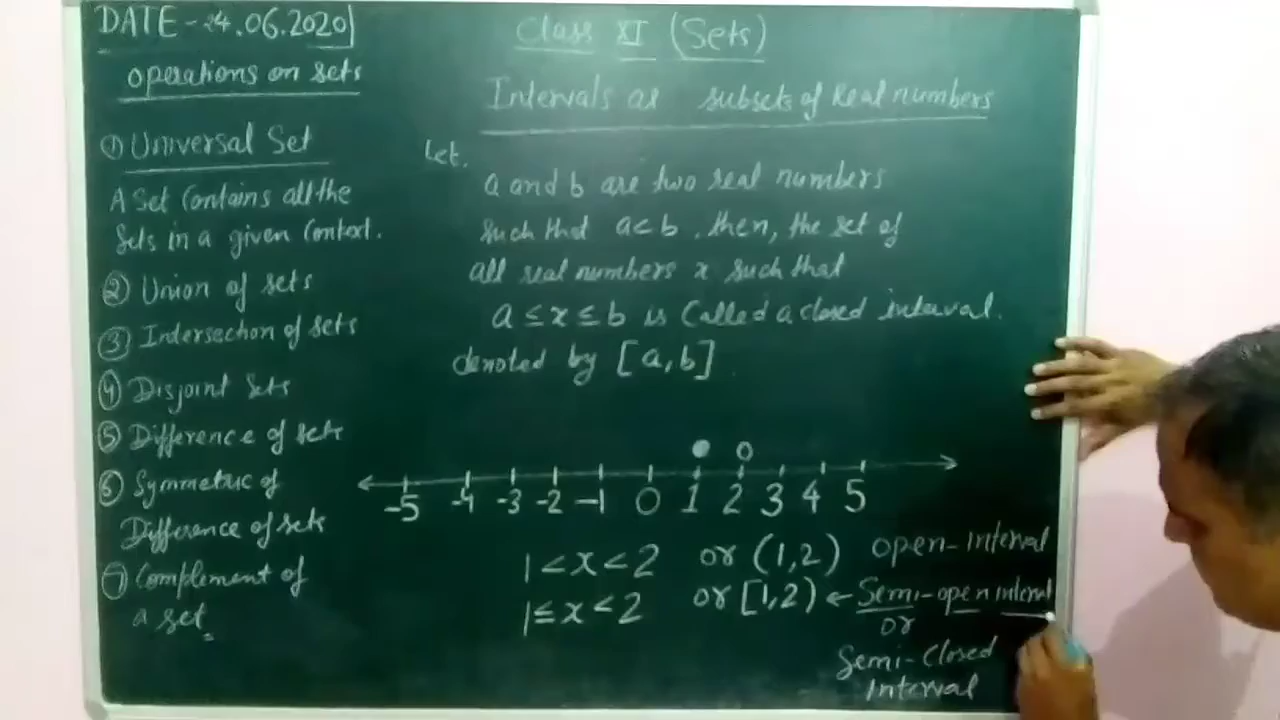 DATE - 24.06.2020
operations on sets
① Universal Set
A Set Contains all the
Sets in a given Context.
② Union of sets
③ Intersection of sets
④ Disjoint Sets
⑤ Difference of sets
⑥ Symmetric of
Difference of sets
⑦ Complement of
a set
Class XI (Sets)
Intervals as subsets of Real numbers
Let.
a and b are two real numbers
such that a<b. then, the set of
all real numbers x such that
a ≤ x ≤ b is Called a closed interval.
denoted by [a,b]
-5 -4 -3 -2 -1 0 1 2 3 4 5
1<x<2 or (1,2) open-interval
1≤x<2 or [1,2) ← Semi-open interval
or
Semi-Closed
Interval